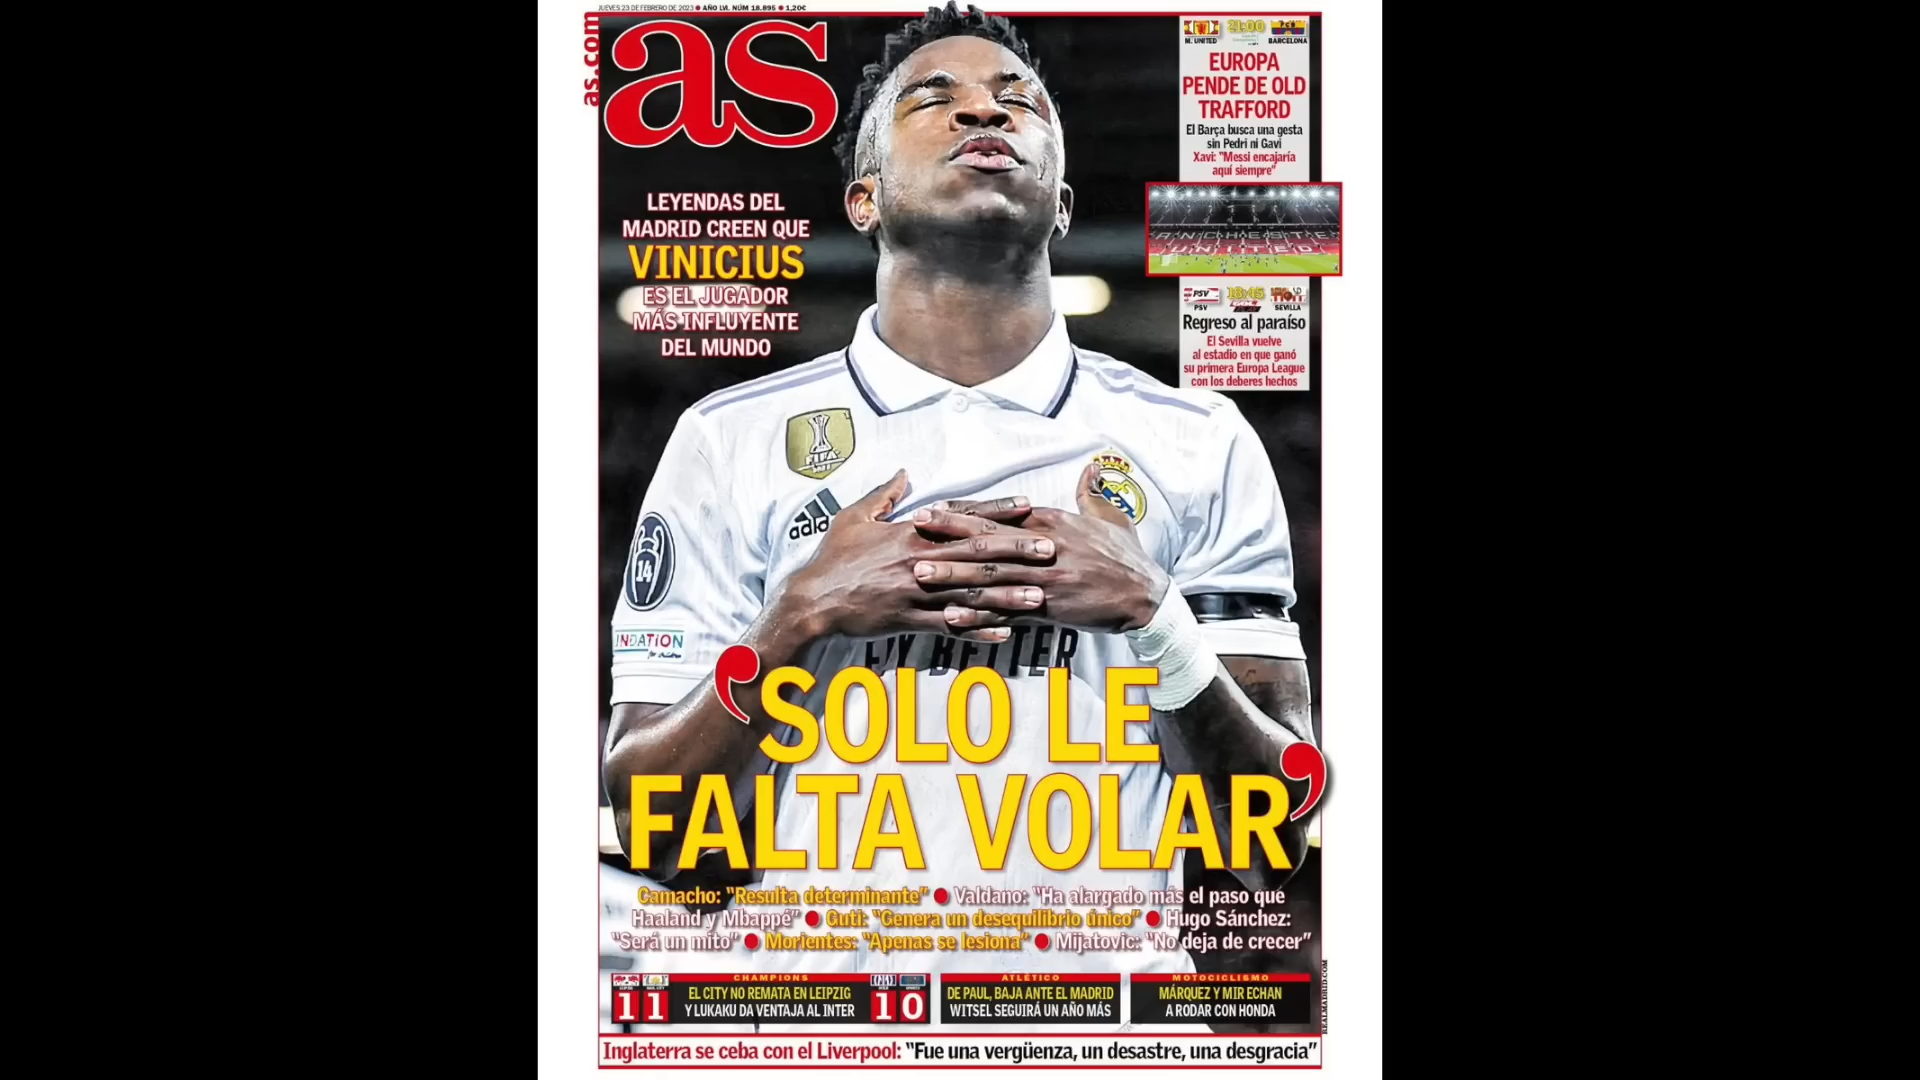 JUEVES 23 DE FEBRERO DE 2023 ● AÑO LVI. NÚM 18.895 ● 1,20€
as.com
as
M. UNITED 21:00 BARCELONA
EUROPA
PENDE DE OLD
TRAFFORD
El Barça busca una gesta
sin Pedri ni Gavi
Xavi: "Messi encajaría
aquí siempre"
ANCHESTE
UNITED
PSV 18:45 SEVILLA
PSV
Regreso al paraíso
El Sevilla vuelve
al estadio en que ganó
su primera Europa League
con los deberes hechos
LEYENDAS DEL
MADRID CREEN QUE
VINICIUS
ES EL JUGADOR
MÁS INFLUYENTE
DEL MUNDO
FIFA
adidas
14
INDATION
FLY BETTER
‘SOLO LE
FALTA VOLAR’
Camacho: "Resulta determinante" ● Valdano: "Ha alargado más el paso que
Haaland y Mbappé" ● Guti: "Genera un desequilibrio único" ● Hugo Sánchez:
"Será un mito" ● Morientes: "Apenas se lesiona" ● Mijatovic: "No deja de crecer"
CHAMPIONS
1 1
EL CITY NO REMATA EN LEIPZIG
Y LUKAKU DA VENTAJA AL INTER
1 0
ATLÉTICO
DE PAUL, BAJA ANTE EL MADRID
WITSEL SEGUIRÁ UN AÑO MÁS
MOTOCICLISMO
MÁRQUEZ Y MIR ECHAN
A RODAR CON HONDA
REALMADRID.COM
Inglaterra se ceba con el Liverpool: "Fue una vergüenza, un desastre, una desgracia"